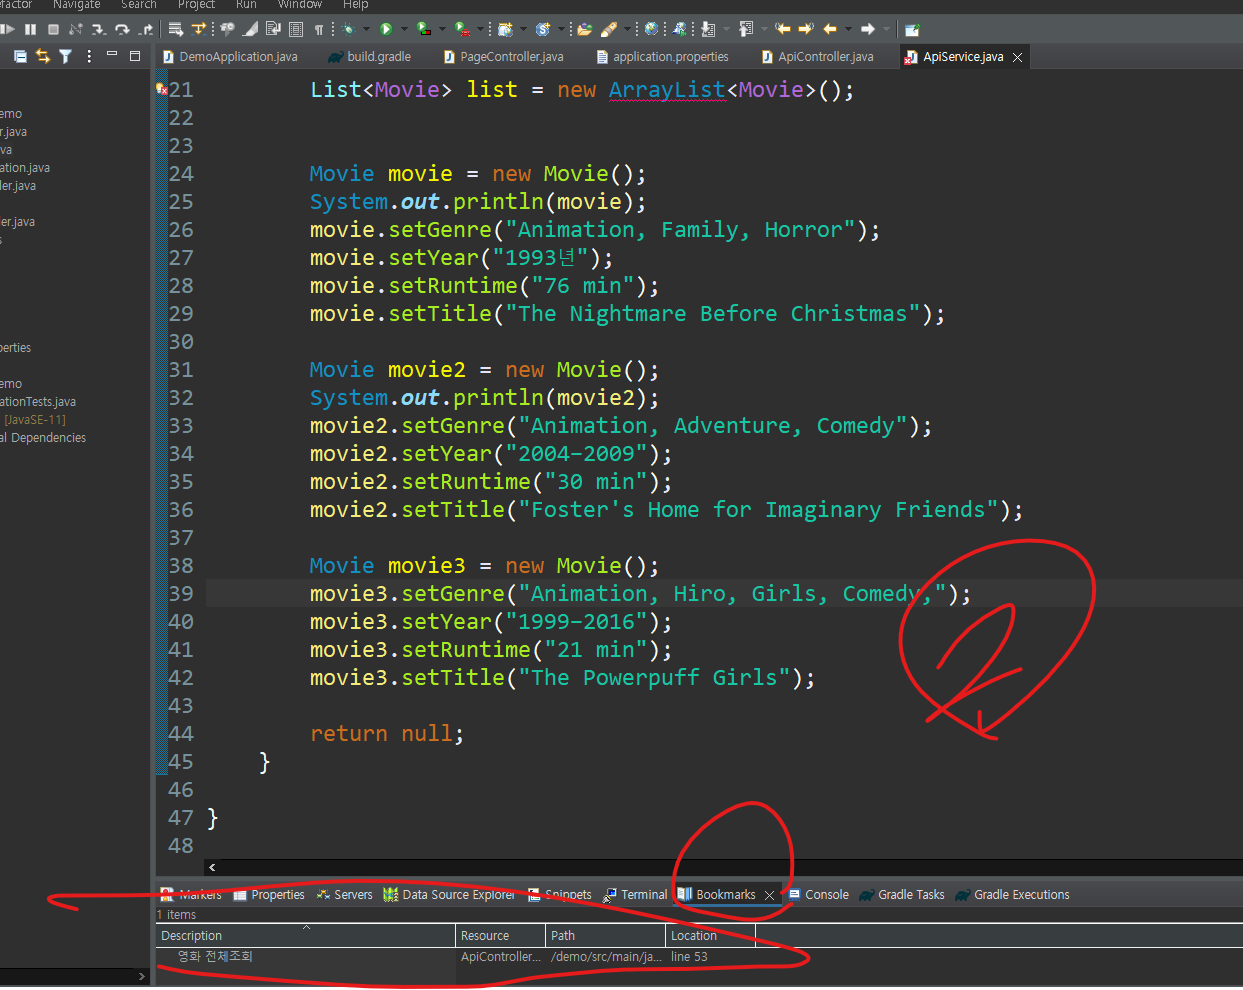 efactor Navigate Search Project Run Window Help
DemoApplication.java build.gradle PageController.java application.properties ApiController.java ApiService.java
emo
r.java
va
ation.java
ler.java
er.java
s
perties
emo
ationTests.java
[JavaSE-11]
al Dependencies
21 List<Movie> list = new ArrayList<Movie>();
22
23
24 Movie movie = new Movie();
25 System.out.println(movie);
26 movie.setGenre("Animation, Family, Horror");
27 movie.setYear("1993년");
28 movie.setRuntime("76 min");
29 movie.setTitle("The Nightmare Before Christmas");
30
31 Movie movie2 = new Movie();
32 System.out.println(movie2);
33 movie2.setGenre("Animation, Adventure, Comedy");
34 movie2.setYear("2004-2009");
35 movie2.setRuntime("30 min");
36 movie2.setTitle("Foster's Home for Imaginary Friends");
37
38 Movie movie3 = new Movie();
39 movie3.setGenre("Animation, Hiro, Girls, Comedy,");
40 movie3.setYear("1999-2016");
41 movie3.setRuntime("21 min");
42 movie3.setTitle("The Powerpuff Girls");
43
44 return null;
45 }
46
47 }
48
Markers Properties Servers Data Source Explorer Snippets Terminal Bookmarks Console Gradle Tasks Gradle Executions
1 items
Description Resource Path Location
영화 전체조회 ApiController... /demo/src/main/ja... line 53